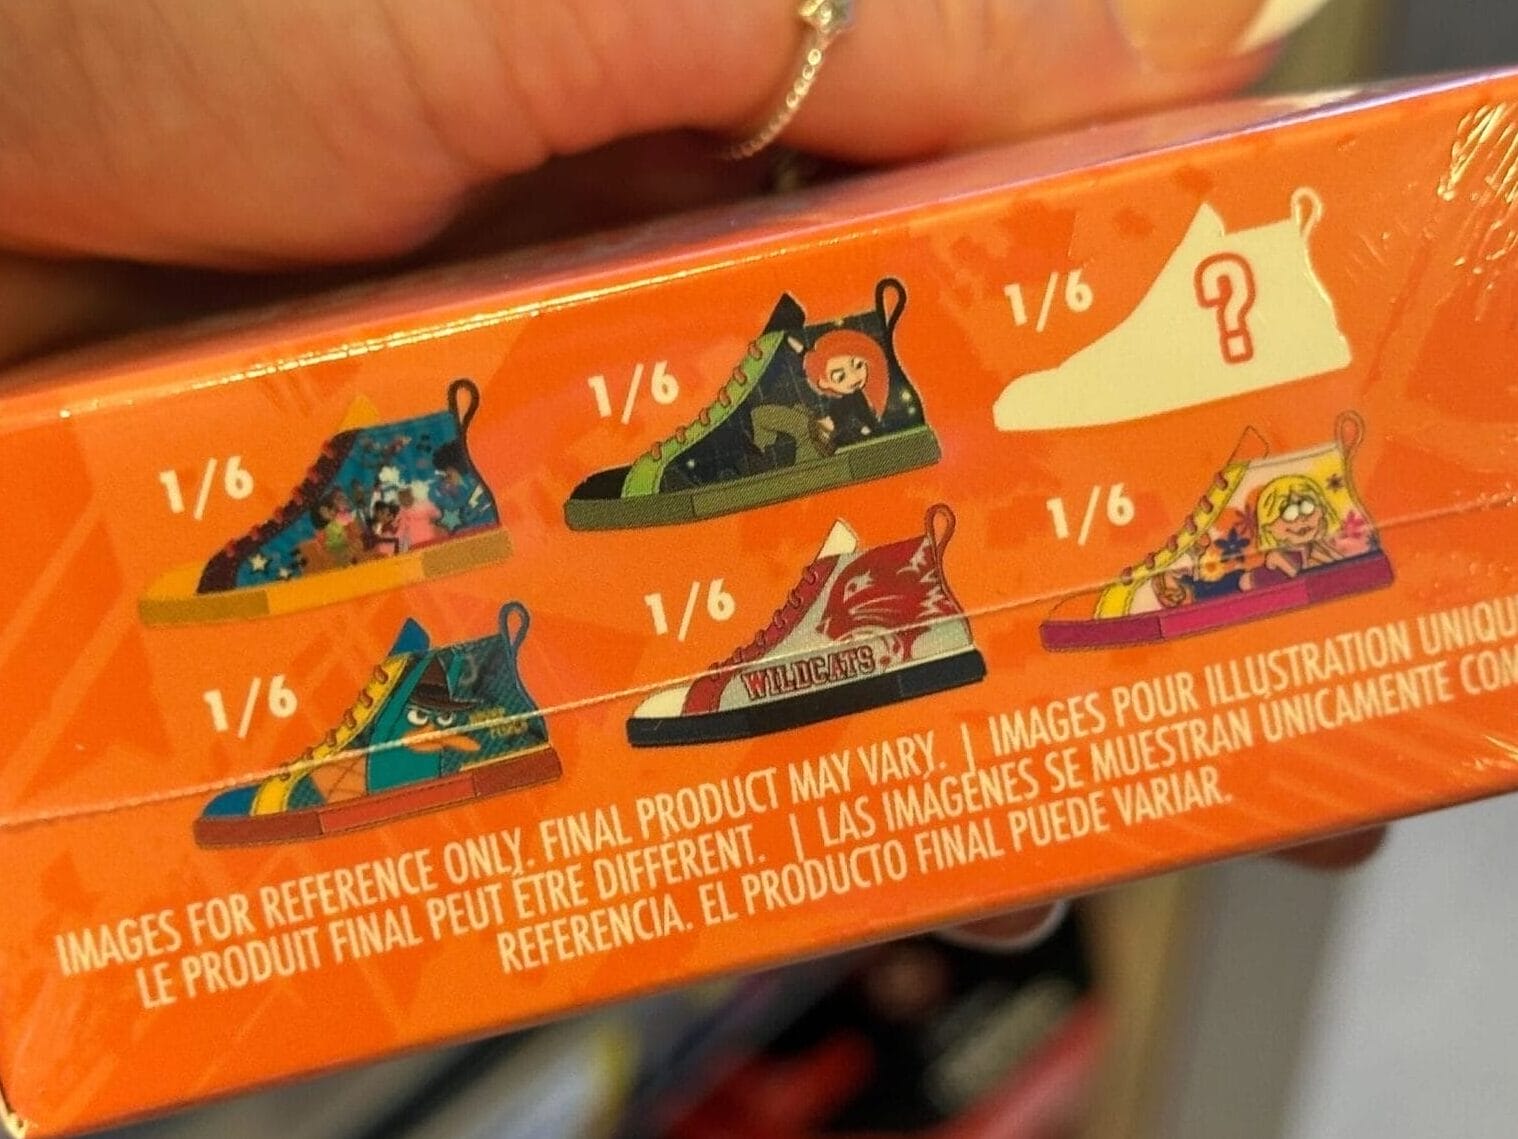 1/6
1/6
1/6
?
1/6
1/6
WILDCATS
1/6
IMAGES FOR REFERENCE ONLY. FINAL PRODUCT MAY VARY. | IMAGES POUR ILLUSTRATION
LE PRODUIT FINAL PEUT ÊTRE DIFFÉRENT. | LAS IMÁGENES SE MUESTRAN ÚNICAMENTE
REFERENCIA. EL PRODUCTO FINAL PUEDE VARIAR.